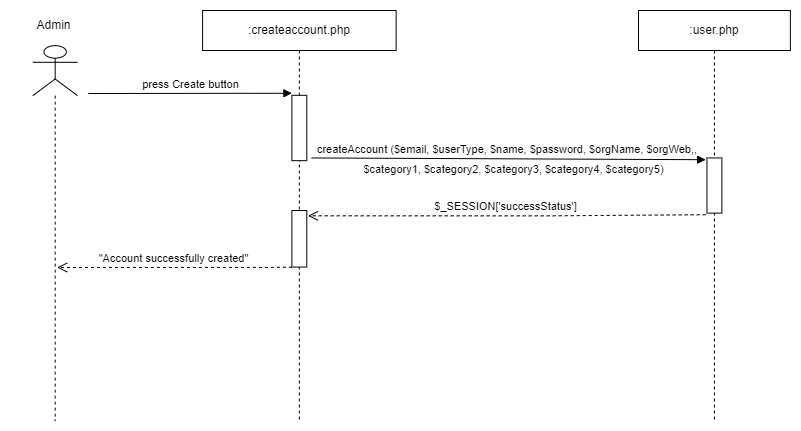 Admin
:createaccount.php
:user.php
press Create button
createAccount ($email, $userType, $name, $password, $orgName, $orgWeb,,
$category1, $category2, $category3, $category4, $category5)
$_SESSION['successStatus']
"Account successfully created"